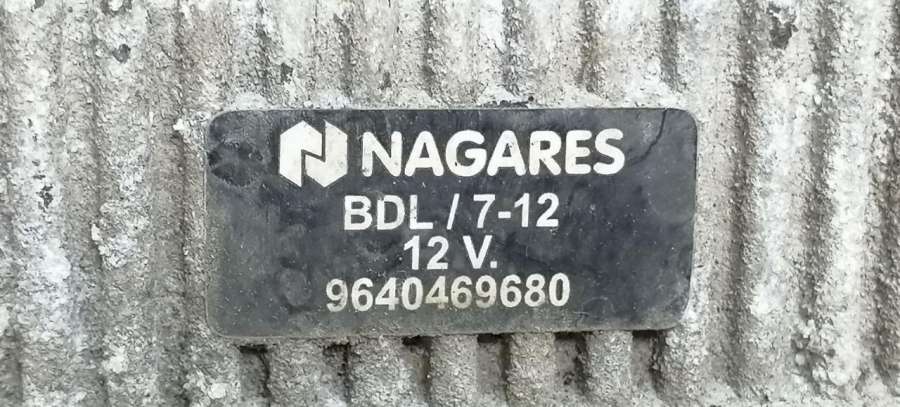 NAGARES
BDL / 7-12
12 V.
9640469680